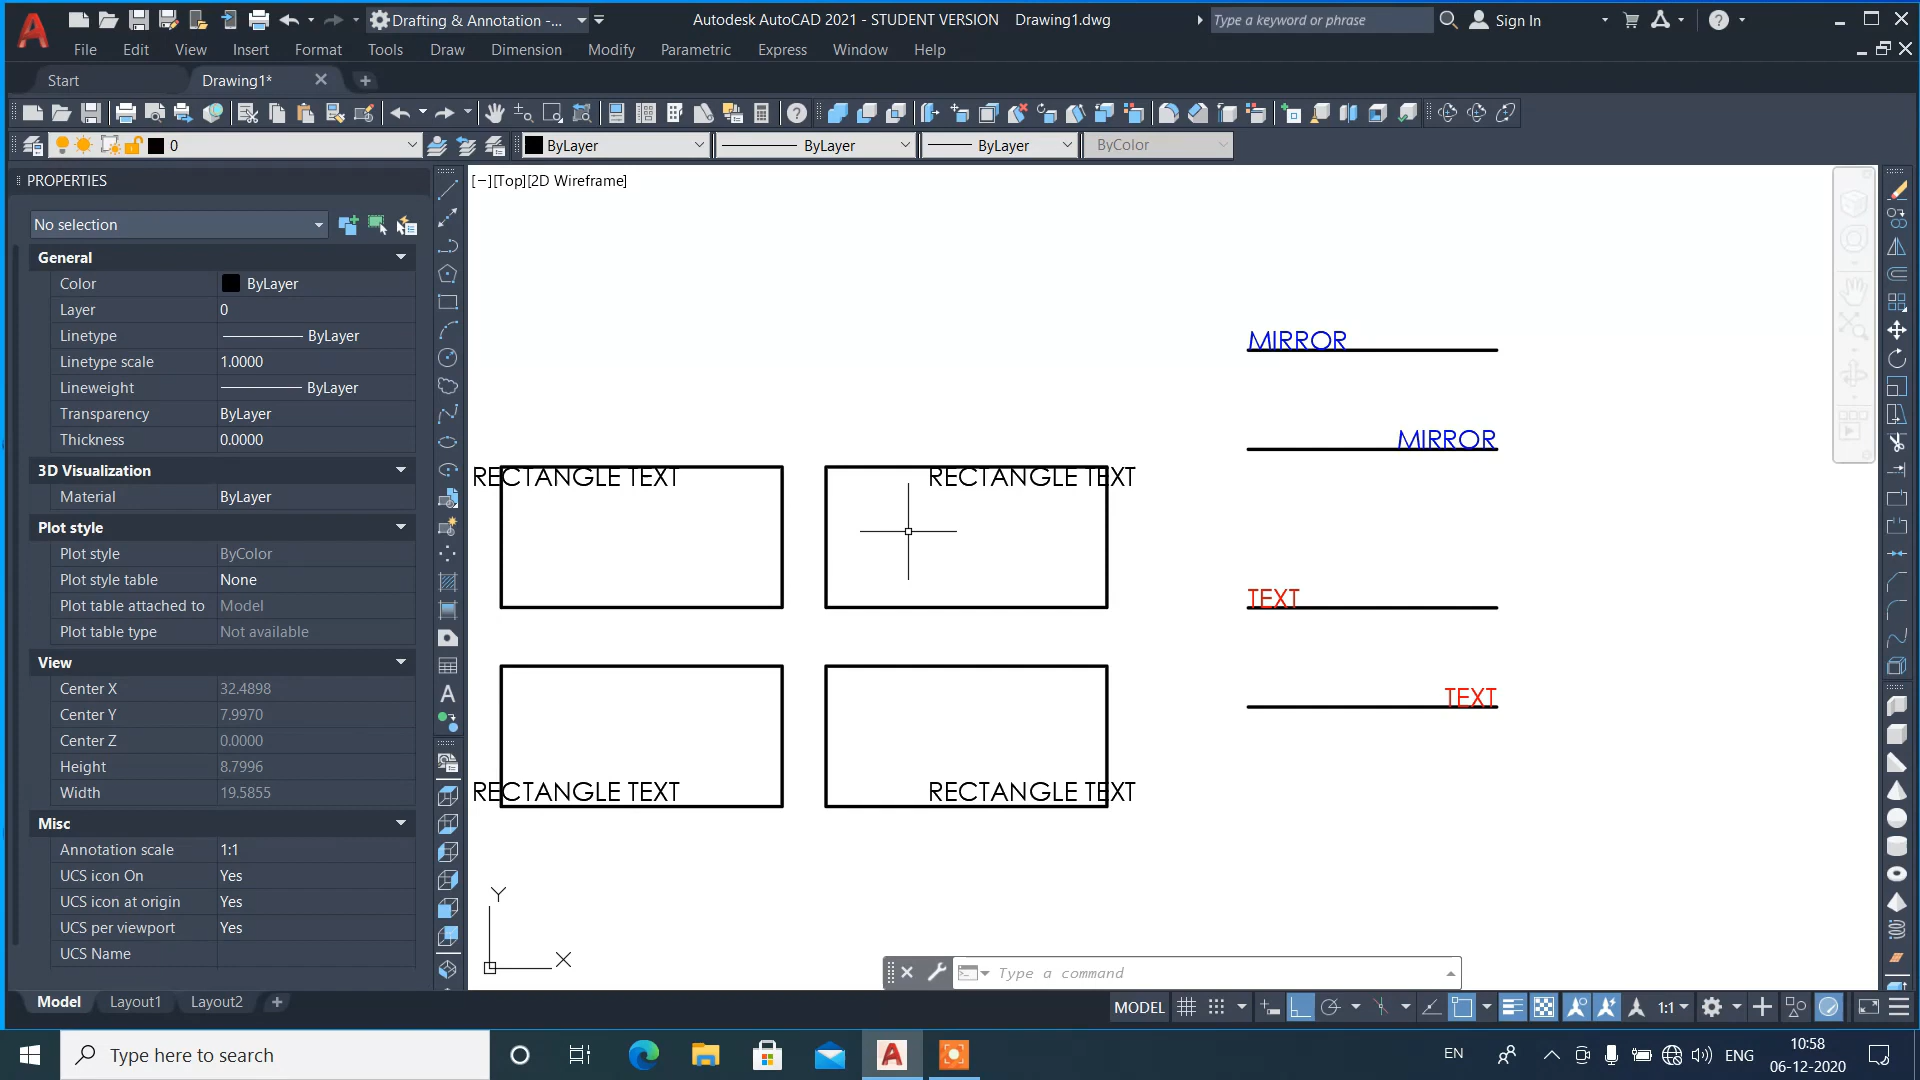 Drafting & Annotation -...
Autodesk AutoCAD 2021 - STUDENT VERSION Drawing1.dwg
Type a keyword or phrase
Sign In
File Edit View Insert Format Tools Draw Dimension Modify Parametric Express Window Help
Start
Drawing1*
0
ByLayer
ByLayer
ByLayer
ByColor
PROPERTIES
No selection
General
Color ByLayer
Layer 0
Linetype ByLayer
Linetype scale 1.0000
Lineweight ByLayer
Transparency ByLayer
Thickness 0.0000
3D Visualization
Material ByLayer
Plot style
Plot style ByColor
Plot style table None
Plot table attached to Model
Plot table type Not available
View
Center X 32.4898
Center Y 7.9970
Center Z 0.0000
Height 8.7996
Width 19.5855
Misc
Annotation scale 1:1
UCS icon On Yes
UCS icon at origin Yes
UCS per viewport Yes
UCS Name
[−][Top][2D Wireframe]
MIRROR
MIRROR
RECTANGLE TEXT
RECTANGLE TEXT
TEXT
TEXT
RECTANGLE TEXT
RECTANGLE TEXT
Y
X
Type a command
Model Layout1 Layout2
MODEL
1:1
Type here to search
EN
ENG
10:58
06-12-2020